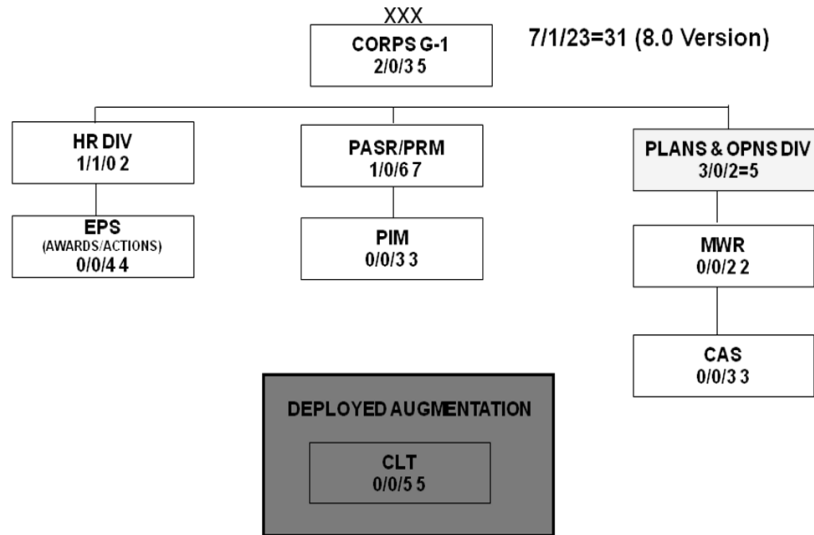 XXX
CORPS G-1
2/0/3 5
7/1/23=31 (8.0 Version)
HR DIV
1/1/0 2
PASR/PRM
1/0/6 7
PLANS & OPNS DIV
3/0/2=5
EPS
(AWARDS/ACTIONS)
0/0/4 4
PIM
0/0/3 3
MWR
0/0/2 2
CAS
0/0/3 3
DEPLOYED AUGMENTATION
CLT
0/0/5 5